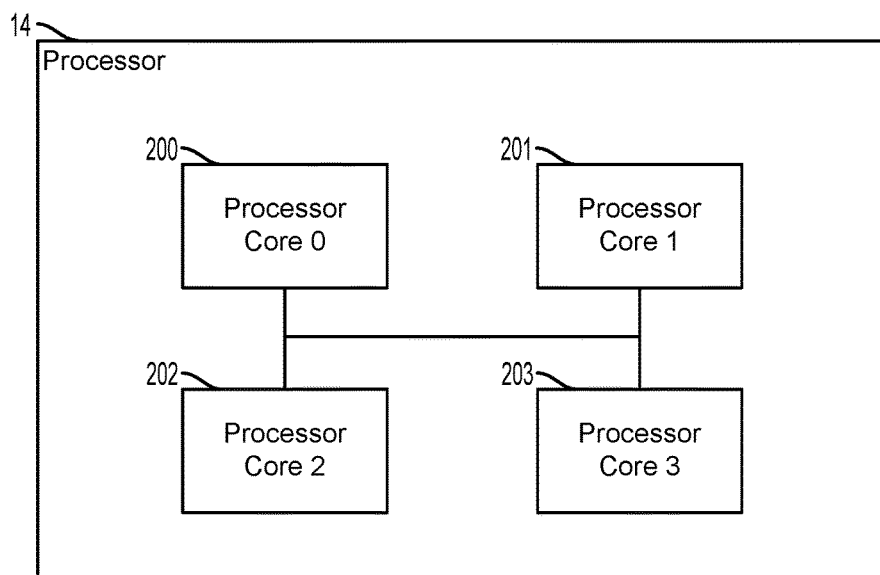 14
Processor
200
201
Processor
Core 0
Processor
Core 1
202
203
Processor
Core 2
Processor
Core 3